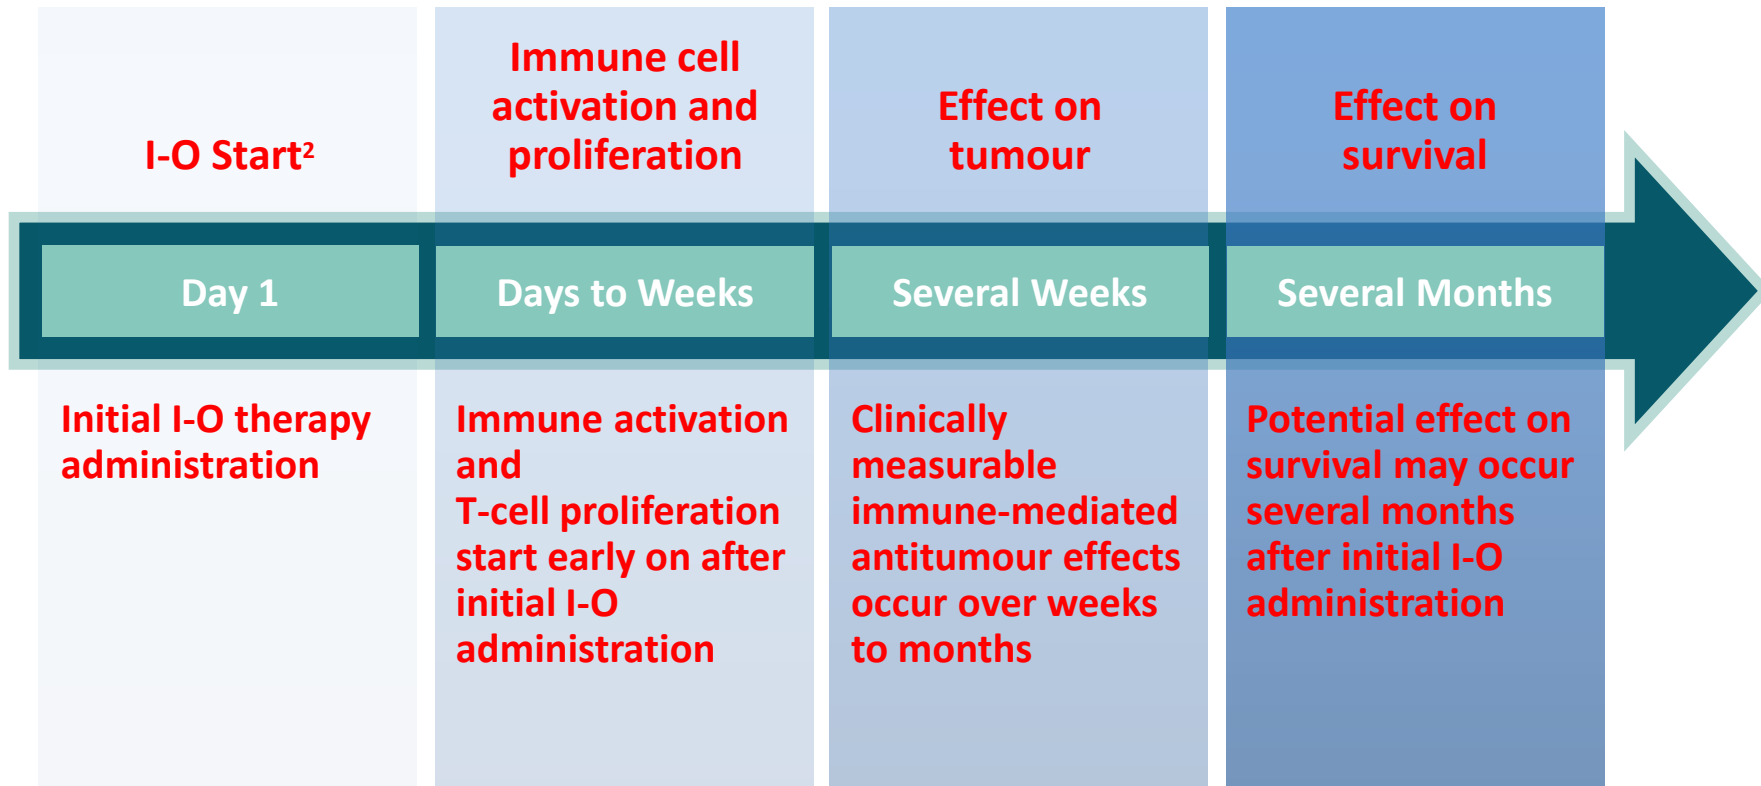 I-O Start²
Immune cell
activation and
proliferation
Effect on
tumour
Effect on
survival
Day 1
Days to Weeks
Several Weeks
Several Months
Initial I-O therapy
administration
Immune activation
and
T-cell proliferation
start early on after
initial I-O
administration
Clinically
measurable
immune-mediated
antitumour effects
occur over weeks
to months
Potential effect on
survival may occur
several months
after initial I-O
administration